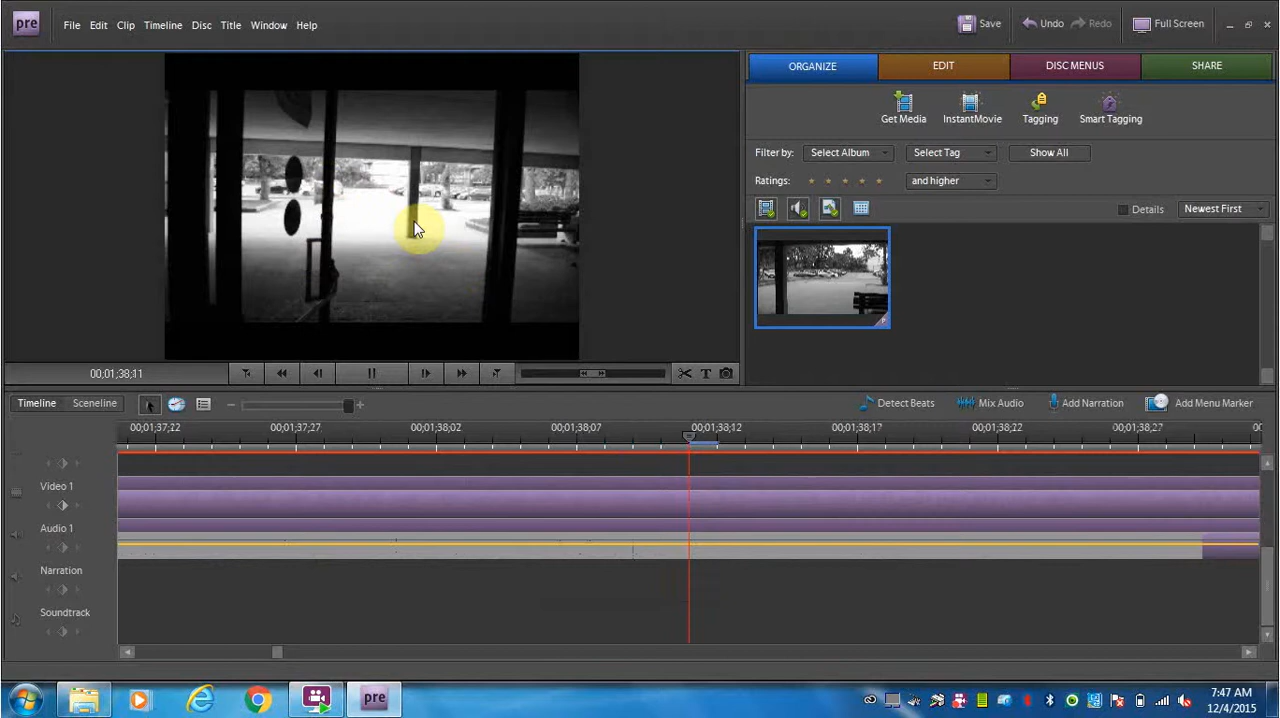 pre File Edit Clip Timeline Disc Title Window Help Save Undo Redo Full Screen
ORGANIZE EDIT DISC MENUS SHARE
Get Media InstantMovie Tagging Smart Tagging
Filter by: Select Album Select Tag Show All
Ratings: and higher
Details Newest First
00;01;38;11 T
Timeline Sceneline Detect Beats Mix Audio Add Narration Add Menu Marker
00;01;37;22 00;01;37;27 00;01;38;02 00;01;38;07 00;01;38;12 00;01;38;17 00;01;38;22 00;01;38;27 00
Video 1
Audio 1
Narration
Soundtrack
pre 7:47 AM
12/4/2015